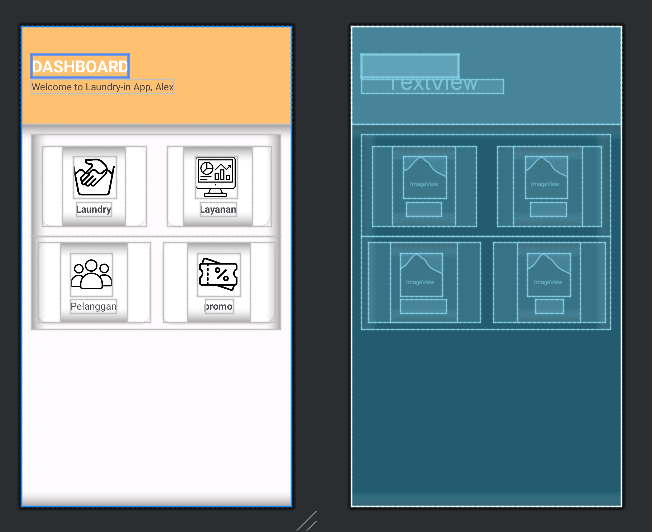 DASHBOARD
Welcome to Laundry-in App, Alex
TextView
Laundry
Layanan
ImageView
ImageView
Pelanggan
promo
ImageView
ImageView